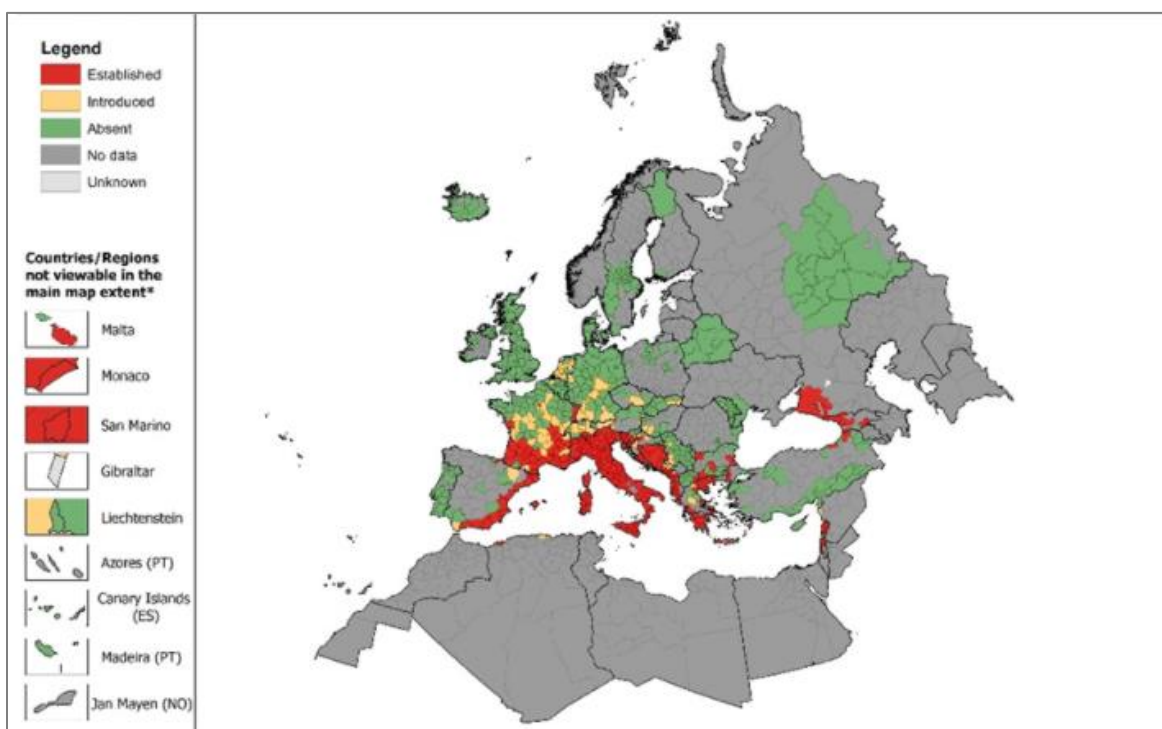 Legend
Established
Introduced
Absent
No data
Unknown
Countries/Regions
not viewable in the
main map extent*
Malta
Monaco
San Marino
Gibraltar
Liechtenstein
Azores (PT)
Canary Islands
(ES)
Madeira (PT)
Jan Mayen (NO)